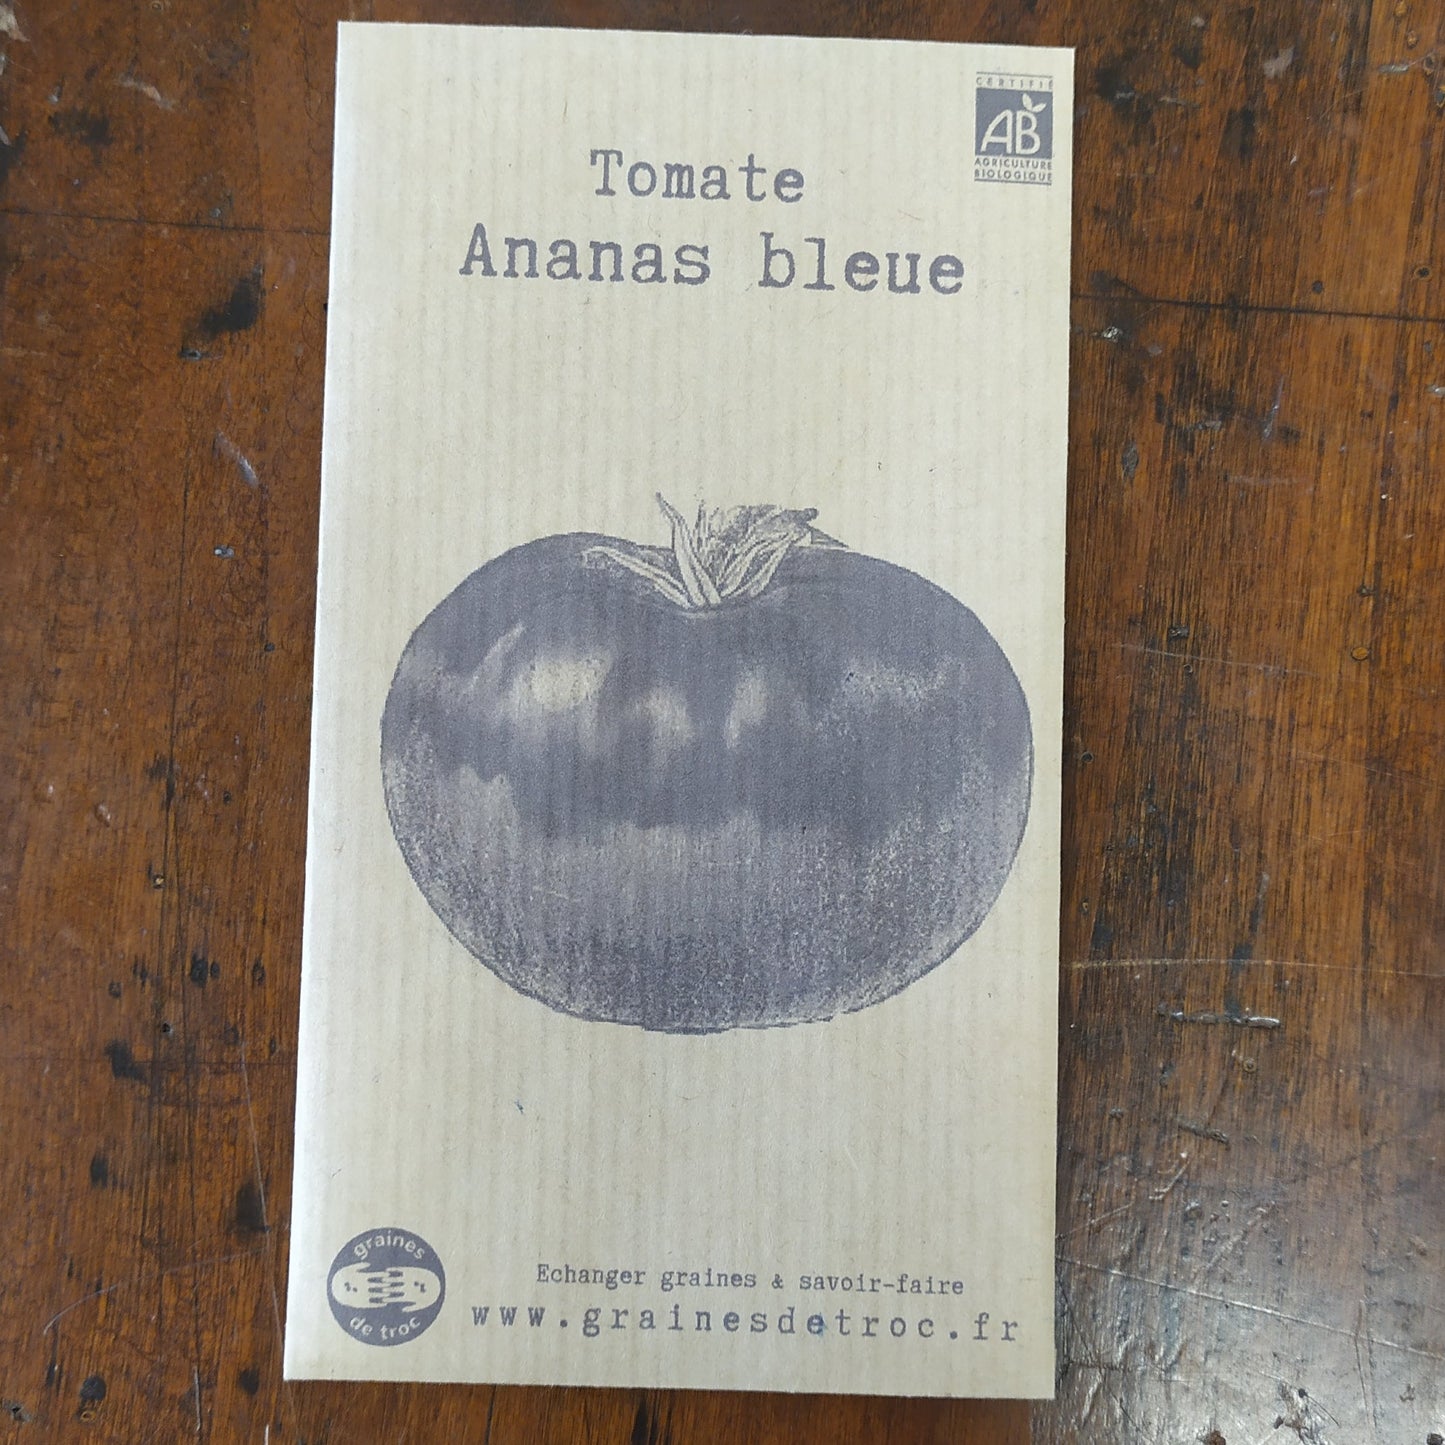 CERTIFIÉ
AB
AGRICULTURE
BIOLOGIQUE
Tomate
Ananas bleue
graines
de troc
Echanger graines & savoir-faire
www.grainesdetroc.fr